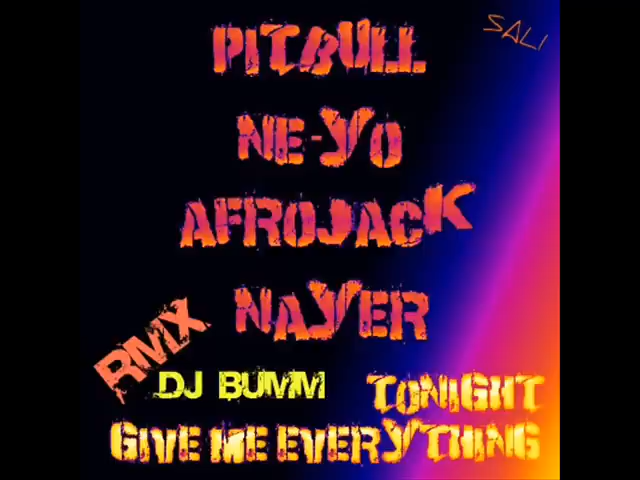 SALI
PITBULL
NE-YO
AFROJACK
NAYER
RMX
DJ BUMM
TONIGHT
GIVE ME EVERYTHING